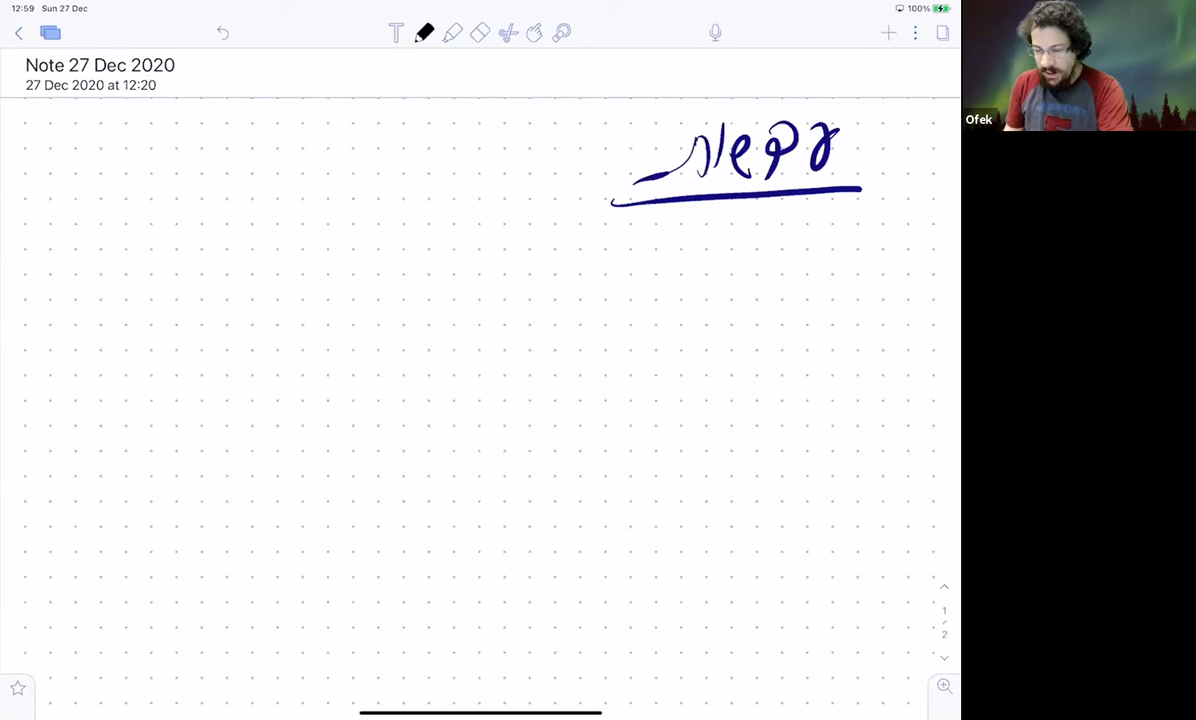 12:59 Sun 27 Dec
100%
Note 27 Dec 2020
27 Dec 2020 at 12:20
Ofek
1
/
2